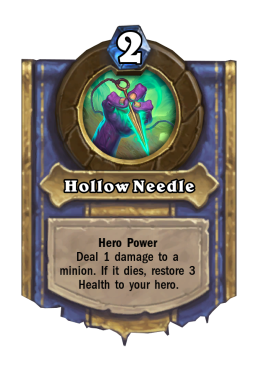 2
Hollow Needle
Hero Power
Deal 1 damage to a
minion. If it dies, restore 3
Health to your hero.